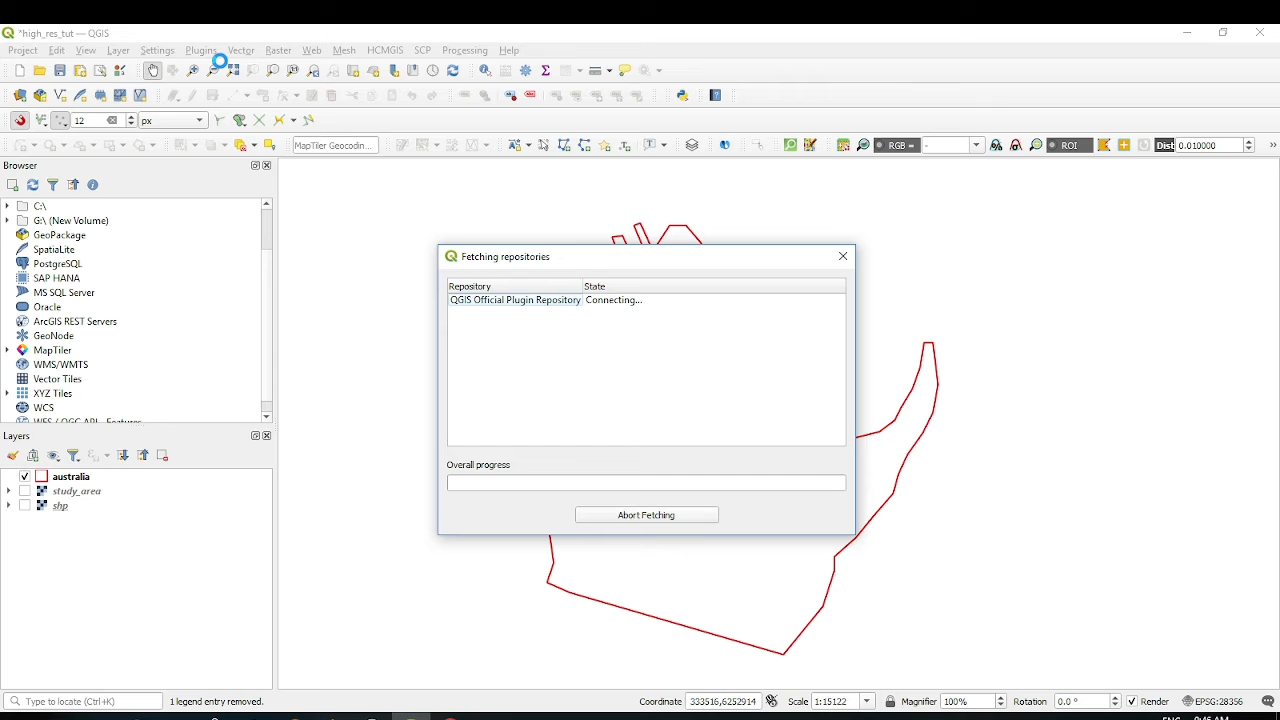 *high_res_tut — QGIS
Project Edit View Layer Settings Plugins Vector Raster Web Mesh HCMGIS SCP Processing Help
12 px
MapTiler Geocodin... RGB = - ROI Dist 0.010000 »
Browser
C:\
G:\ (New Volume)
GeoPackage
SpatiaLite
PostgreSQL
SAP HANA
MS SQL Server
Oracle
ArcGIS REST Servers
GeoNode
MapTiler
WMS/WMTS
Vector Tiles
XYZ Tiles
WCS
WFS / OGC API - Features
Layers
australia
study_area
shp
Fetching repositories
Repository State
QGIS Official Plugin Repository Connecting...
Overall progress
Abort Fetching
Type to locate (Ctrl+K) 1 legend entry removed. Coordinate 333516,6252914 Scale 1:15122 Magnifier 100% Rotation 0.0 ° Render EPSG:28356